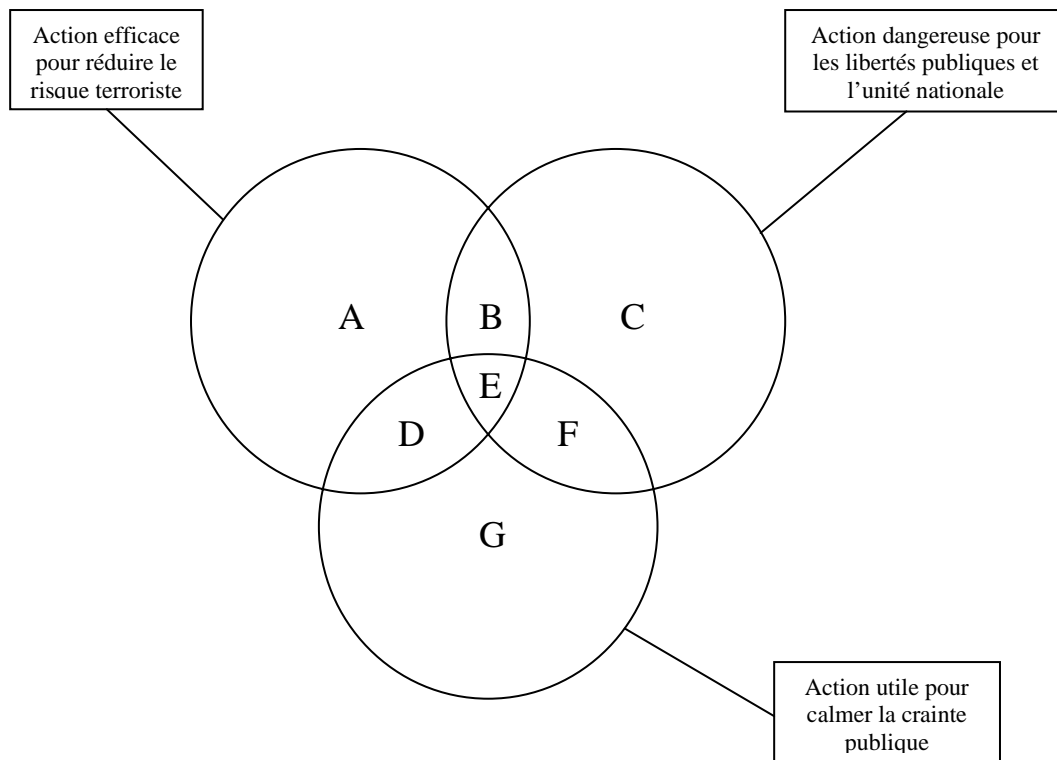 Action efficace
pour réduire le
risque terroriste
Action dangereuse pour
les libertés publiques et
l'unité nationale
A
B
C
E
D
F
G
Action utile pour
calmer la crainte
publique